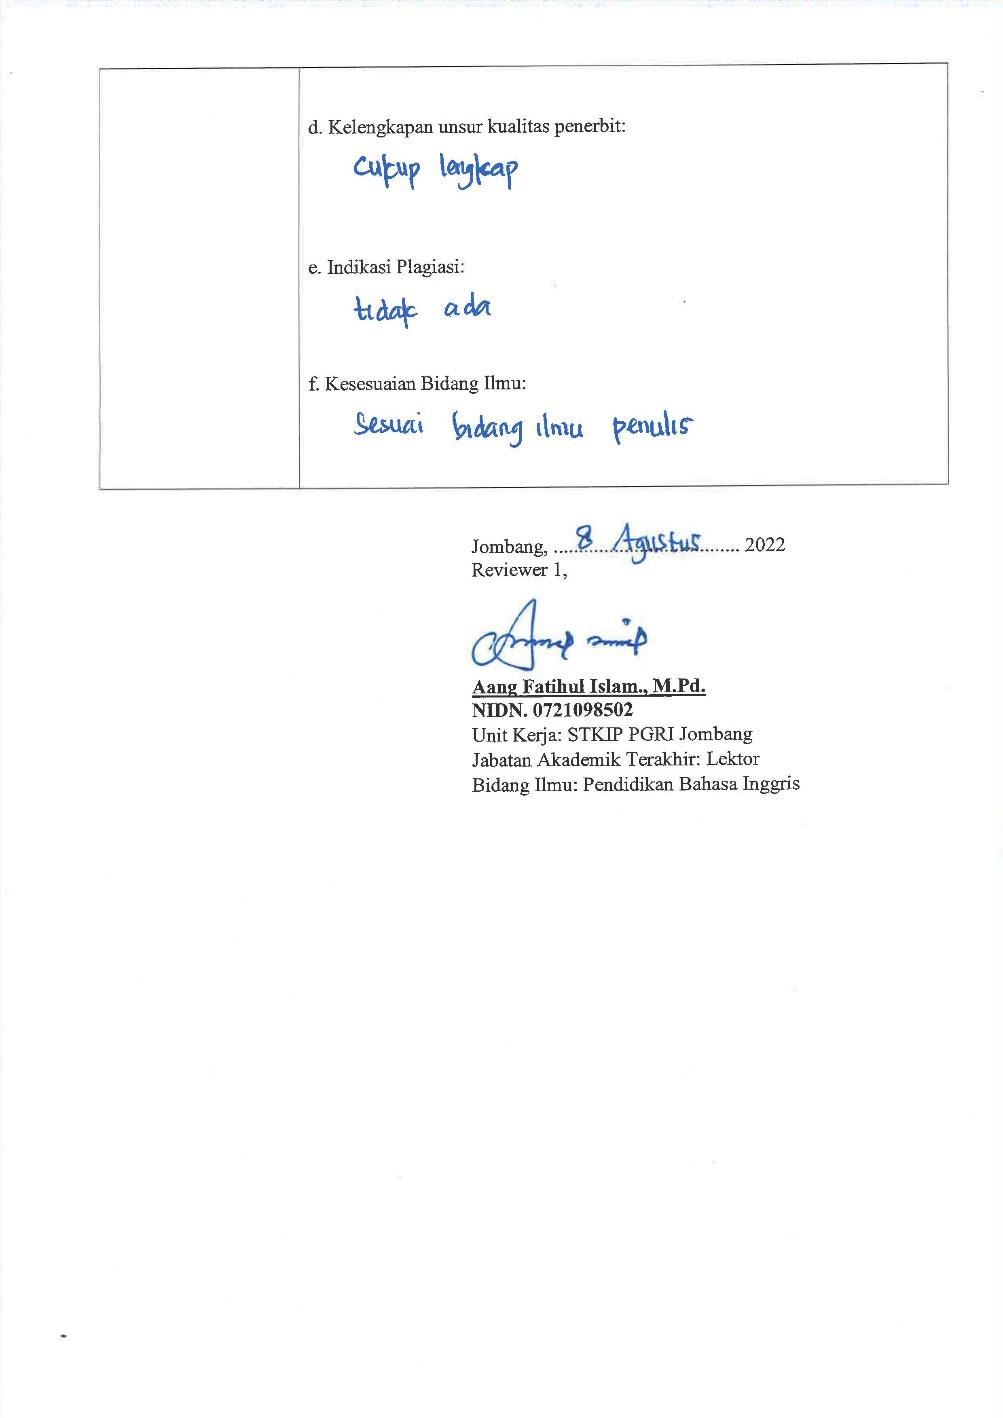 d. Kelengkapan unsur kualitas penerbit:
Cukup lengkap
e. Indikasi Plagiasi:
tidak ada
f. Kesesuaian Bidang Ilmu:
Sesuai bidang ilmu penulis
Jombang, .....8.....Agustus........ 2022
Reviewer 1,
Aang Fatihul Islam., M.Pd.
NIDN. 0721098502
Unit Kerja: STKIP PGRI Jombang
Jabatan Akademik Terakhir: Lektor
Bidang Ilmu: Pendidikan Bahasa Inggris